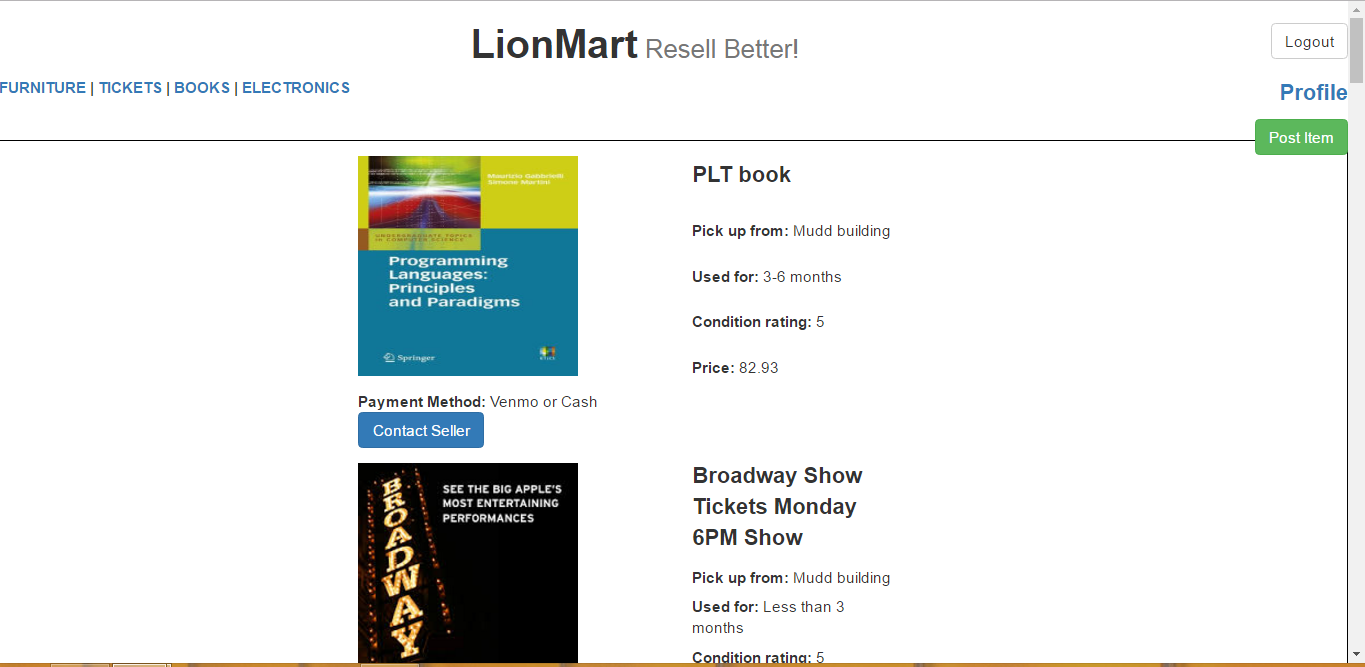 LionMart Resell Better!
Logout
FURNITURE | TICKETS | BOOKS | ELECTRONICS
Profile
Post Item
Maurizio Gabbrielli
Simone Martini
UNDERGRADUATE TOPICS
IN COMPUTER SCIENCE
Programming
Languages:
Principles
and Paradigms
Springer
PLT book
Pick up from: Mudd building
Used for: 3-6 months
Condition rating: 5
Price: 82.93
Payment Method: Venmo or Cash
Contact Seller
BROADWAY
SEE THE BIG APPLE'S
MOST ENTERTAINING
PERFORMANCES
Broadway Show
Tickets Monday
6PM Show
Pick up from: Mudd building
Used for: Less than 3
months
Condition rating: 5